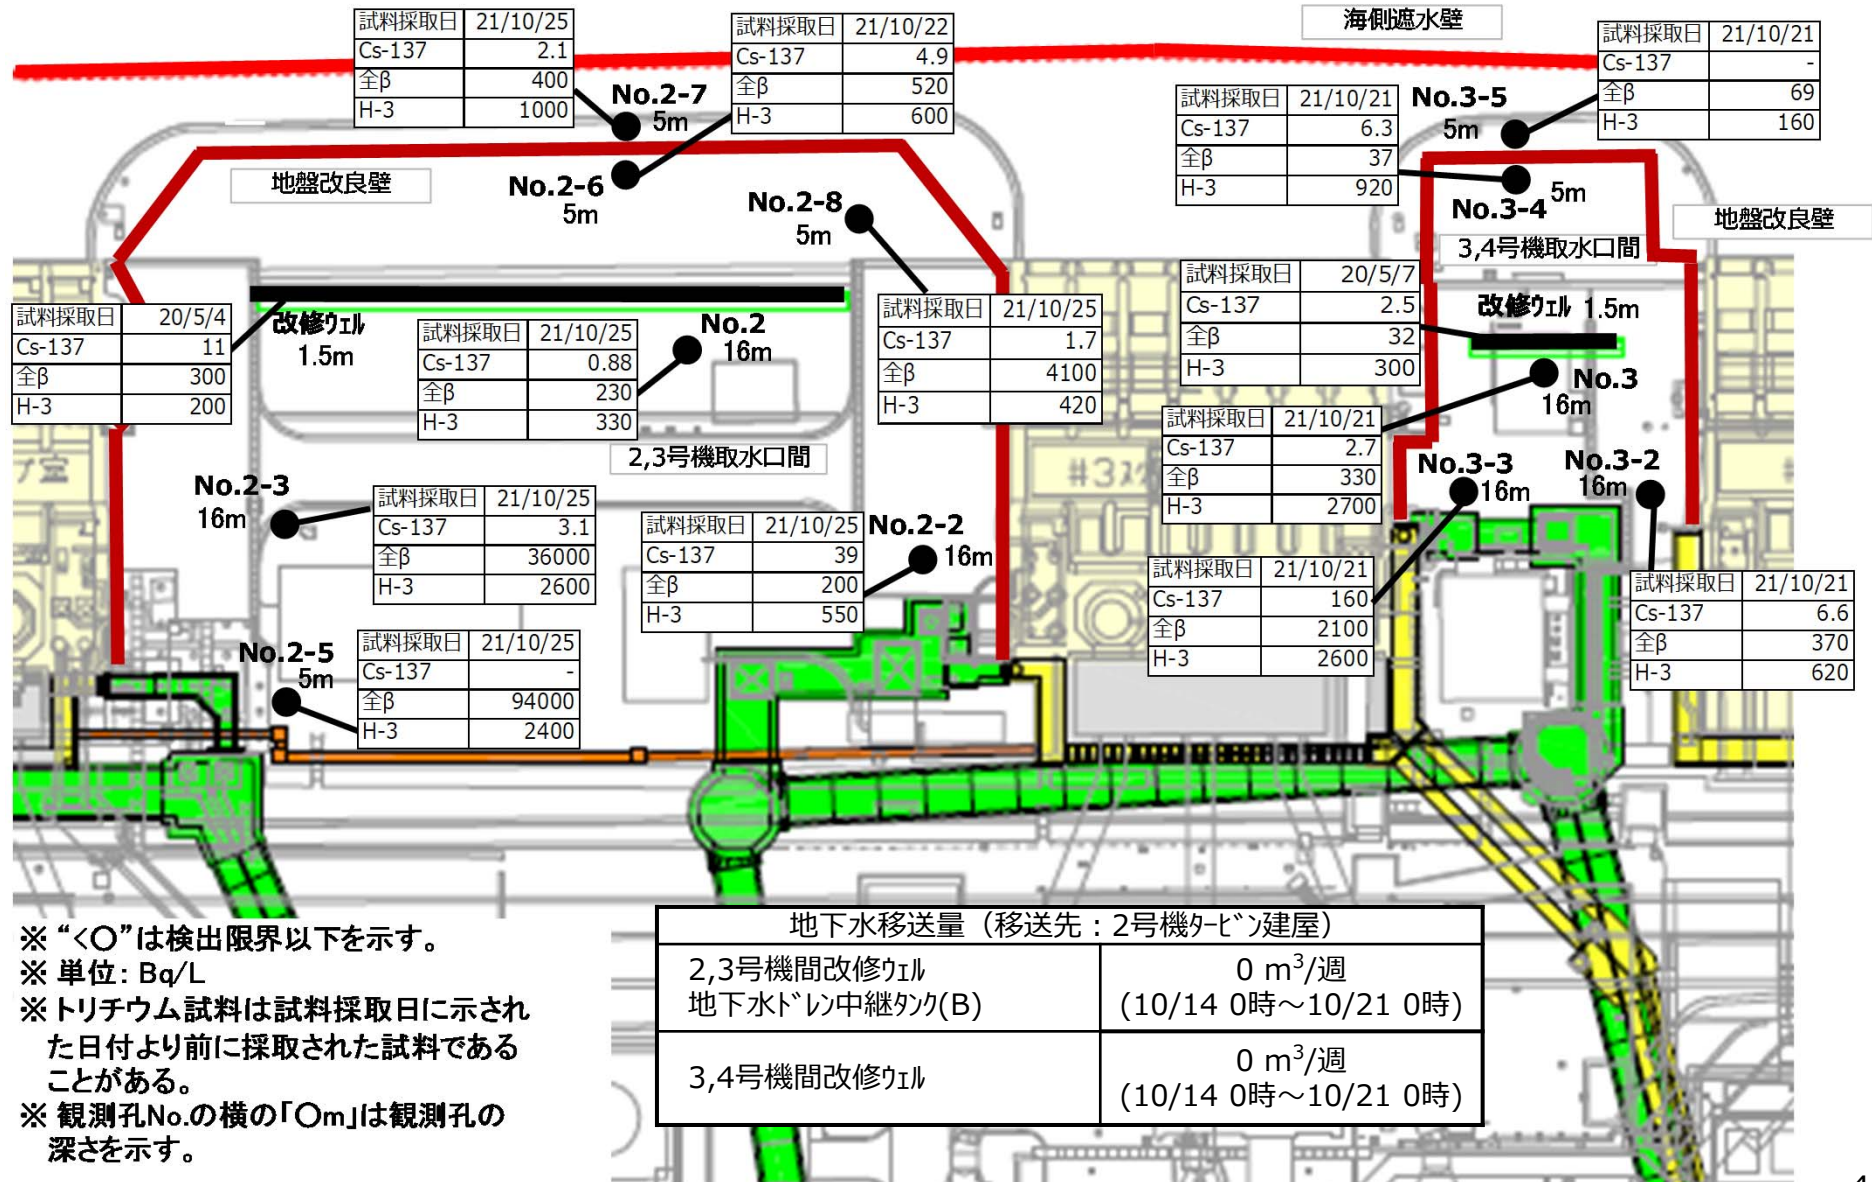 海側遮水壁
試料採取日 21/10/25
Cs-137 2.1
全β 400
H-3 1000
No.2-7
5m
試料採取日 21/10/22
Cs-137 4.9
全β 520
H-3 600
No.2-6
5m
地盤改良壁
No.2-8
5m
試料採取日 21/10/25
Cs-137 1.7
全β 4100
H-3 420
試料採取日 21/10/21
Cs-137 -
全β 69
H-3 160
No.3-5
5m
試料採取日 21/10/21
Cs-137 6.3
全β 37
H-3 920
No.3-4
5m
地盤改良壁
3,4号機取水口間
試料採取日 20/5/4
Cs-137 11
全β 300
H-3 200
改修ウェル
1.5m
試料採取日 21/10/25
Cs-137 0.88
全β 230
H-3 330
No.2
16m
試料採取日 20/5/7
Cs-137 2.5
全β 32
H-3 300
改修ウェル 1.5m
試料採取日 21/10/21
Cs-137 2.7
全β 330
H-3 2700
No.3
16m
2,3号機取水口間
プ室
#3ｽｸ
No.2-3
16m
試料採取日 21/10/25
Cs-137 3.1
全β 36000
H-3 2600
試料採取日 21/10/25
Cs-137 39
全β 200
H-3 550
No.2-2
16m
No.3-3
16m
試料採取日 21/10/21
Cs-137 160
全β 2100
H-3 2600
No.3-2
16m
試料採取日 21/10/21
Cs-137 6.6
全β 370
H-3 620
No.2-5
5m
試料採取日 21/10/25
Cs-137 -
全β 94000
H-3 2400
※ “<○”は検出限界以下を示す。
※ 単位: Bq/L
※ トリチウム試料は試料採取日に示され
た日付より前に採取された試料である
ことがある。
※ 観測孔No.の横の「○m」は観測孔の
深さを示す。
地下水移送量（移送先：2号機ﾀｰﾋﾞﾝ建屋）
2,3号機間改修ｳｪﾙ
地下水ﾄﾞﾚﾝ中継ﾀﾝｸ(B)
0 m³/週
(10/14 0時～10/21 0時)
3,4号機間改修ｳｪﾙ
0 m³/週
(10/14 0時～10/21 0時)